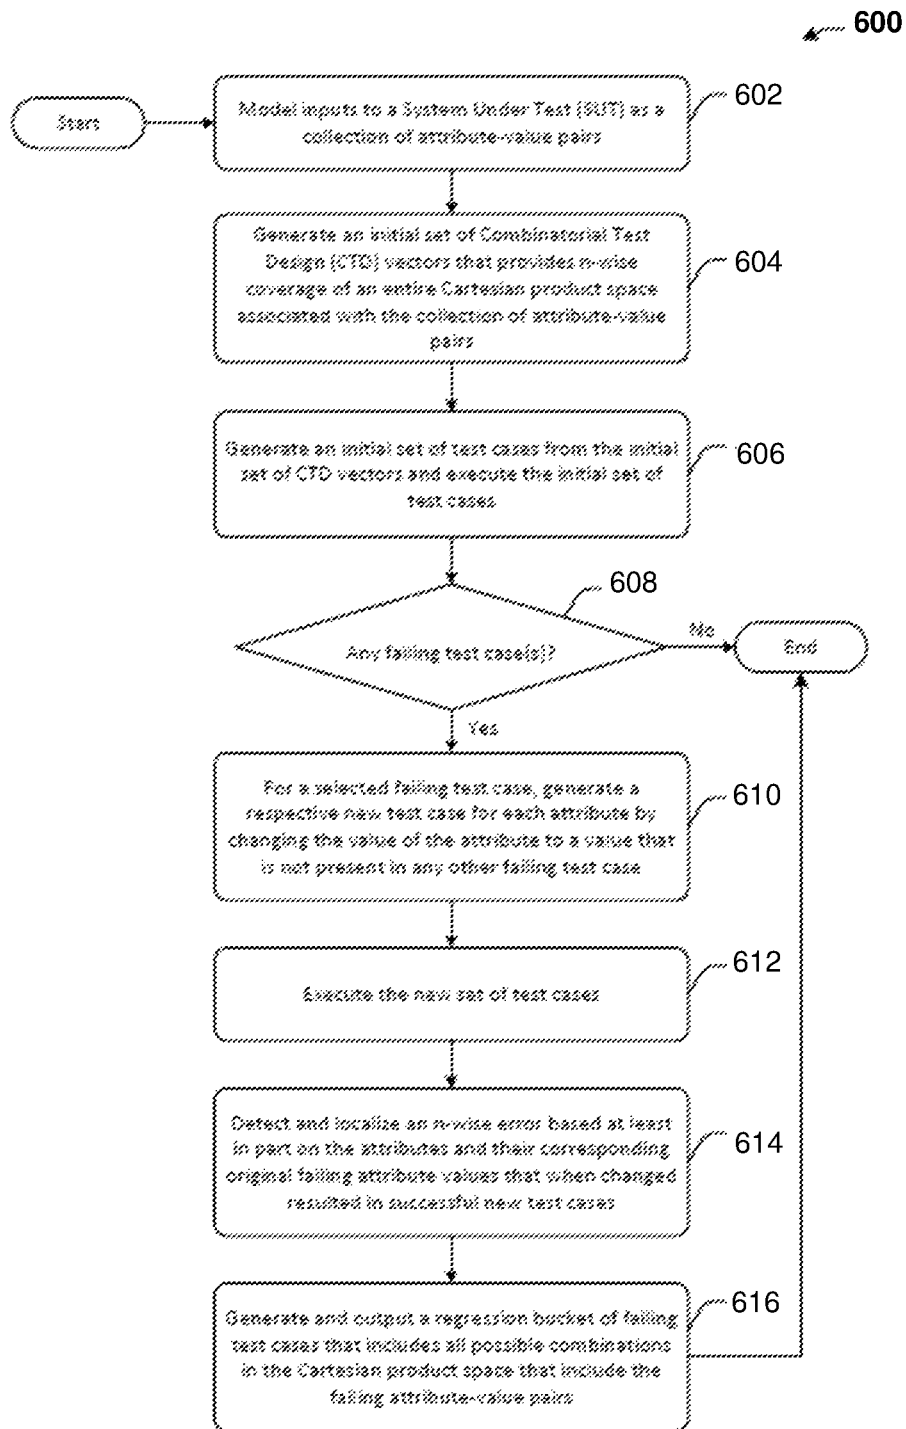 600
Start
Model inputs to a System Under Test (SUT) as a
collection of attribute-value pairs
602
Generate an initial set of Combinatorial Test
Design (CTD) vectors that provides n-wise
coverage of an entire Cartesian product space
associated with the collection of attribute-value
pairs
604
Generate an initial set of test cases from the initial
set of CTD vectors and execute the initial set of
test cases
606
608
Any failing test case(s)?
No
End
Yes
For a selected failing test case, generate a
respective new test case for each attribute by
changing the value of the attribute to a value that
is not present in any other failing test case
610
Execute the new set of test cases
612
Detect and localize an n-wise error based at least
in part on the attributes and their corresponding
original failing attribute values that when changed
resulted in successful new test cases
614
Generate and output a regression bucket of failing
test cases that includes all possible combinations
in the Cartesian product space that include the
failing attribute-value pairs
616